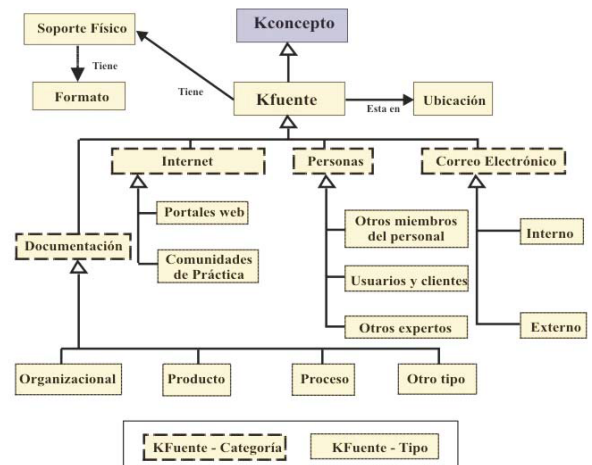 Kconcepto
Soporte Físico
Tiene
Formato
Tiene
Kfuente
Esta en
Ubicación
Internet
Personas
Correo Electrónico
Portales web
Comunidades
de Práctica
Otros miembros
del personal
Usuarios y clientes
Otros expertos
Interno
Externo
Documentación
Organizacional
Producto
Proceso
Otro tipo
KFuente - Categoría
KFuente - Tipo